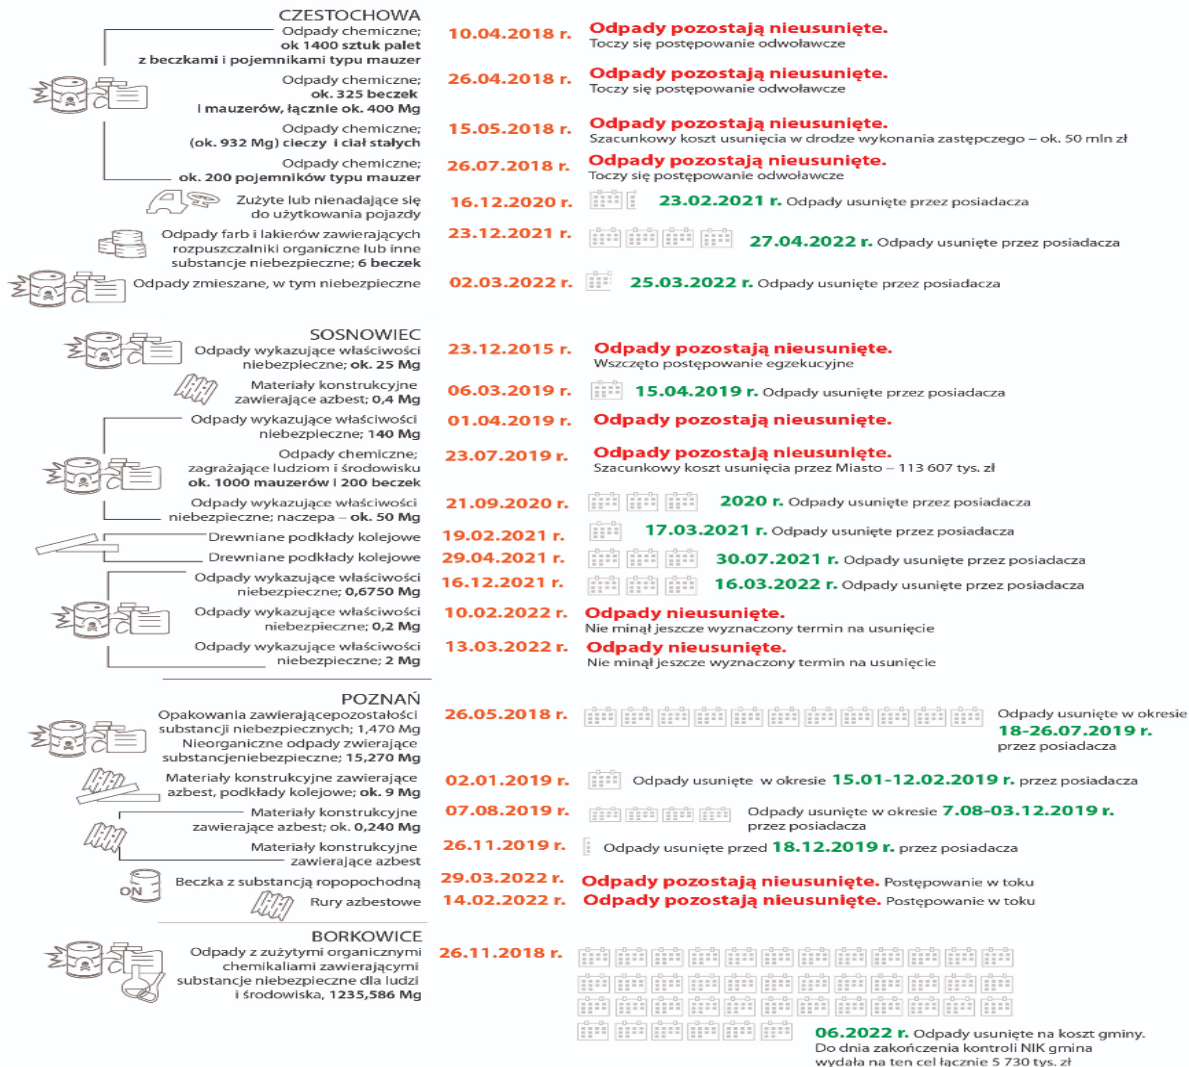 CZESTOCHOWA
Odpady chemiczne;
ok 1400 sztuk palet
z beczkami i pojemnikami typu mauzer
10.04.2018 r.
Odpady pozostają nieusunięte.
Toczy się postępowanie odwoławcze
Odpady chemiczne;
ok. 325 beczek
I mauzerów, łącznie ok. 400 Mg
26.04.2018 r.
Odpady pozostają nieusunięte.
Toczy się postępowanie odwoławcze
Odpady chemiczne;
(ok. 932 Mg) cieczy i ciał stałych
15.05.2018 r.
Odpady pozostają nieusunięte.
Szacunkowy koszt usunięcia w drodze wykonania zastępczego – ok. 50 mln zł
Odpady chemiczne;
ok. 200 pojemników typu mauzer
26.07.2018 r.
Odpady pozostają nieusunięte.
Toczy się postępowanie odwoławcze
Zużyte lub nienadające się
do użytkowania pojazdy
16.12.2020 r.
23.02.2021 r. Odpady usunięte przez posiadacza
Odpady farb i lakierów zawierających
rozpuszczalniki organiczne lub inne
substancje niebezpieczne; 6 beczek
23.12.2021 r.
27.04.2022 r. Odpady usunięte przez posiadacza
Odpady zmieszane, w tym niebezpieczne
02.03.2022 r.
25.03.2022 r. Odpady usunięte przez posiadacza
SOSNOWIEC
Odpady wykazujące właściwości
niebezpieczne; ok. 25 Mg
23.12.2015 r.
Odpady pozostają nieusunięte.
Wszczęto postępowanie egzekucyjne
Materiały konstrukcyjne
zawierające azbest; 0,4 Mg
06.03.2019 r.
15.04.2019 r. Odpady usunięte przez posiadacza
Odpady wykazujące właściwości
niebezpieczne; 140 Mg
01.04.2019 r.
Odpady pozostają nieusunięte.
Odpady chemiczne;
zagrażające ludziom i środowisku
ok. 1000 mauzerów I 200 beczek
23.07.2019 r.
Odpady pozostają nieusunięte.
Szacunkowy koszt usunięcia przez Miasto – 113 607 tys. zł
Odpady wykazujące właściwości
niebezpieczne; naczepa – ok. 50 Mg
21.09.2020 r.
2020 r. Odpady usunięte przez posiadacza
Drewniane podkłady kolejowe
19.02.2021 r.
17.03.2021 r. Odpady usunięte przez posiadacza
Drewniane podkłady kolejowe
29.04.2021 r.
30.07.2021 r. Odpady usunięte przez posiadacza
Odpady wykazujące właściwości
niebezpieczne; 0,6750 Mg
16.12.2021 r.
16.03.2022 r. Odpady usunięte przez posiadacza
Odpady wykazujące właściwości
niebezpieczne; 0,2 Mg
10.02.2022 r.
Odpady nieusunięte.
Nie minął jeszcze wyznaczony termin na usunięcie
Odpady wykazujące właściwości
niebezpieczne; 2 Mg
13.03.2022 r.
Odpady nieusunięte.
Nie minął jeszcze wyznaczony termin na usunięcie
POZNAŃ
Opakowania zawierającepozostałości
substancji niebezpiecznych; 1,470 Mg
Nieorganiczne odpady zwierające
substancjeniebezpieczne; 15,270 Mg
26.05.2018 r.
Odpady usunięte w okresie
18-26.07.2019 r.
przez posiadacza
Materiały konstrukcyjne zawierające
azbest, podkłady kolejowe; ok. 9 Mg
02.01.2019 r.
Odpady usunięte w okresie 15.01-12.02.2019 r. przez posiadacza
Materiały konstrukcyjne
zawierające azbest; ok. 0,240 Mg
07.08.2019 r.
Odpady usunięte w okresie 7.08-03.12.2019 r.
przez posiadacza
Materiały konstrukcyjne
zawierające azbest
26.11.2019 r.
Odpady usunięte przed 18.12.2019 r. przez posiadacza
ON
Beczka z substancją ropopochodną
29.03.2022 r.
Odpady pozostają nieusunięte. Postępowanie w toku
Rury azbestowe
14.02.2022 r.
Odpady pozostają nieusunięte. Postępowanie w toku
BORKOWICE
Odpady z zużytymi organicznymi
chemikaliami zawierającymi
substancje niebezpieczne dla ludzi
i środowiska, 1235,586 Mg
26.11.2018 r.
06.2022 r. Odpady usunięte na koszt gminy.
Do dnia zakończenia kontroli NIK gmina
wydała na ten cel łącznie 5 730 tys. zł